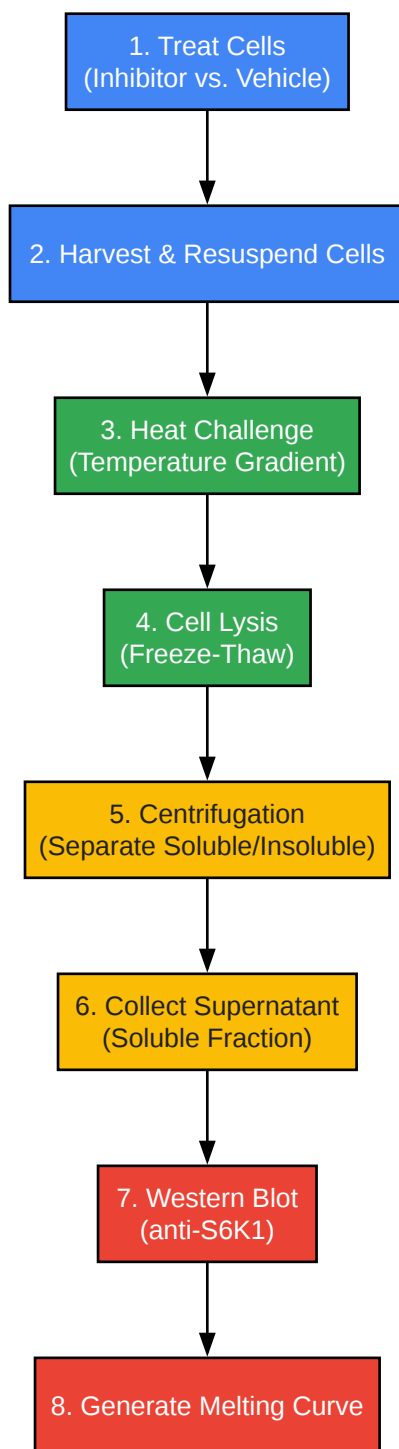 1. Treat Cells
(Inhibitor vs. Vehicle)
2. Harvest & Resuspend Cells
3. Heat Challenge
(Temperature Gradient)
4. Cell Lysis
(Freeze-Thaw)
5. Centrifugation
(Separate Soluble/Insoluble)
6. Collect Supernatant
(Soluble Fraction)
7. Western Blot
(anti-S6K1)
8. Generate Melting Curve